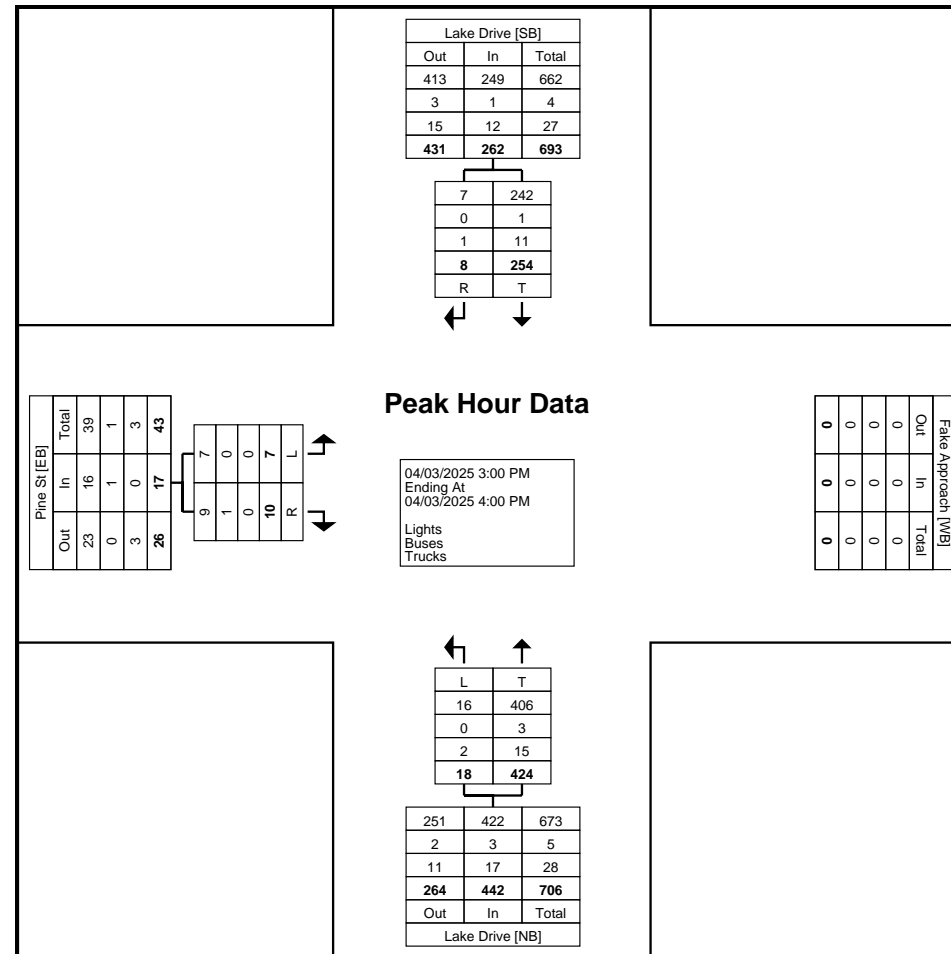 Lake Drive [SB]
Out In Total
413 249 662
3 1 4
15 12 27
431 262 693
7 242
0 1
1 11
8 254
R T
Peak Hour Data
04/03/2025 3:00 PM
Ending At
04/03/2025 4:00 PM
Lights
Buses
Trucks
Pine St [EB]
Out In Total
23 16 39
0 1 1
3 0 3
26 17 43
9 7
1 0
0 0
10 7
R L
Fake Approach [WB]
Out In Total
0 0 0
0 0 0
0 0 0
0 0 0
L T
16 406
0 3
2 15
18 424
251 422 673
2 3 5
11 17 28
264 442 706
Out In Total
Lake Drive [NB]